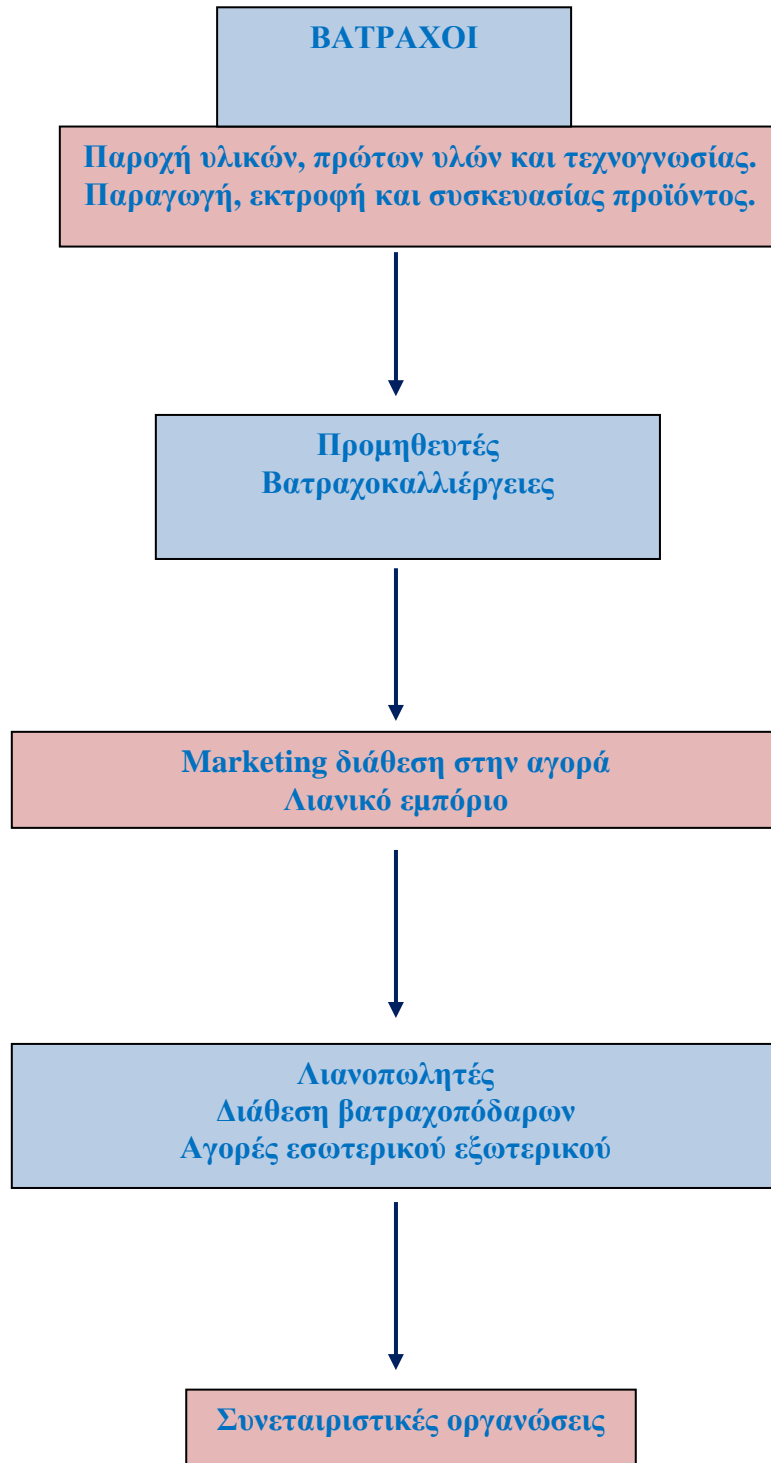 ΒΑΤΡΑΧΟΙ
Παροχή υλικών, πρώτων υλών και τεχνογνωσίας.
Παραγωγή, εκτροφή και συσκευασίας προϊόντος.
Προμηθευτές
Βατραχοκαλλιέργειες
Marketing διάθεση στην αγορά
Λιανικό εμπόριο
Λιανοπωλητές
Διάθεση βατραχοπόδαρων
Αγορές εσωτερικού εξωτερικού
Συνεταιριστικές οργανώσεις